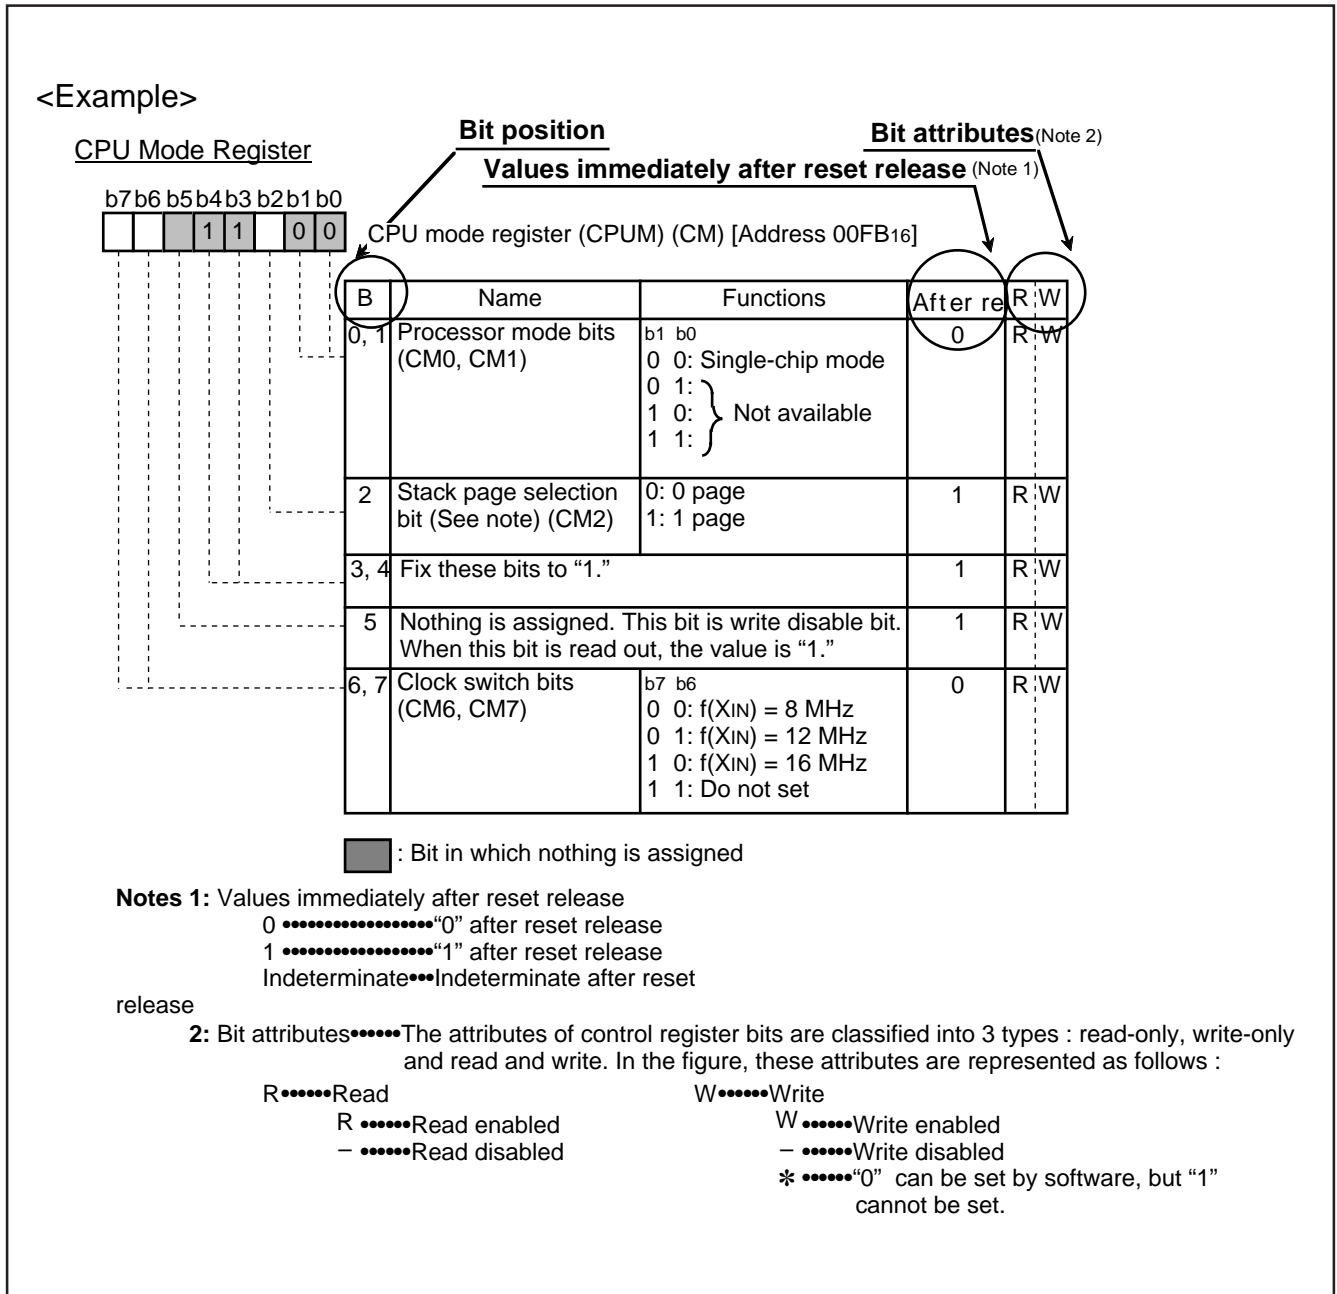 <Example>
CPU Mode Register
Bit position
Bit attributes(Note 2)
Values immediately after reset release (Note 1)
b7 b6 b5 b4 b3 b2 b1 b0
1 1 0 0
CPU mode register (CPUM) (CM) [Address 00FB16]
B Name Functions After re R W
0, 1 Processor mode bits b1 b0 0 R W
(CM0, CM1) 0 0: Single-chip mode
0 1:
1 0: Not available
1 1:
2 Stack page selection 0: 0 page 1 R W
bit (See note) (CM2) 1: 1 page
3, 4 Fix these bits to “1.” 1 R W
5 Nothing is assigned. This bit is write disable bit. 1 R W
When this bit is read out, the value is “1.”
6, 7 Clock switch bits b7 b6 0 R W
(CM6, CM7) 0 0: f(XIN) = 8 MHz
0 1: f(XIN) = 12 MHz
1 0: f(XIN) = 16 MHz
1 1: Do not set
: Bit in which nothing is assigned
Notes 1: Values immediately after reset release
0 ••••••••••••••••••“0” after reset release
1 ••••••••••••••••••“1” after reset release
Indeterminate•••Indeterminate after reset
release
2: Bit attributes••••••The attributes of control register bits are classified into 3 types : read-only, write-only
and read and write. In the figure, these attributes are represented as follows :
R••••••Read W••••••Write
R ••••••Read enabled W ••••••Write enabled
– ••••••Read disabled – ••••••Write disabled
✻ ••••••“0” can be set by software, but “1”
cannot be set.